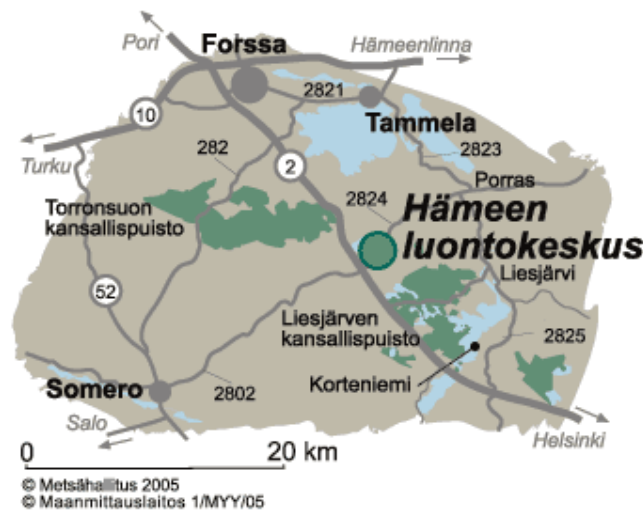 Pori
Forssa
Hämeenlinna
2821
10
Tammela
Turku
282
2
2823
2824
Porras
Torronsuon
kansallispuisto
Hämeen
luontokeskus
Liesjärvi
52
Liesjärven
kansallispuisto
2825
Somero
2802
Korteniemi
Salo
Helsinki
0 20 km
© Metsähallitus 2005
© Maanmittauslaitos 1/MYY/05